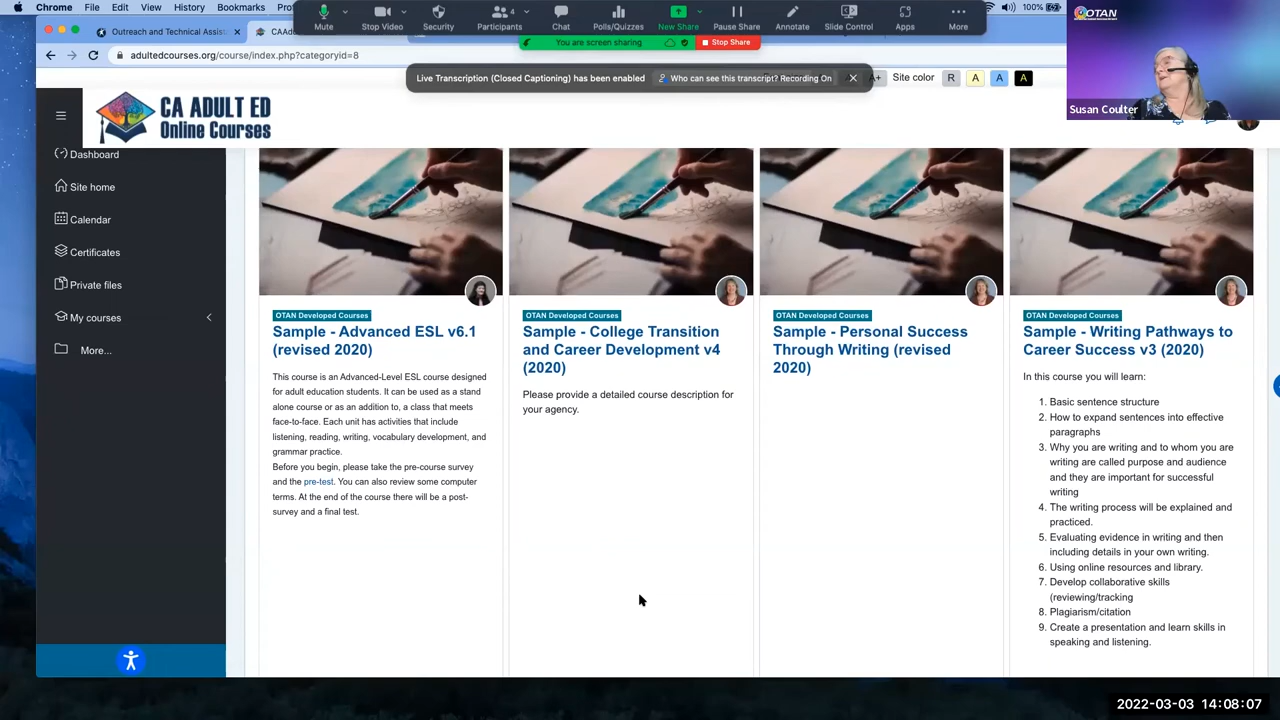 Chrome File Edit View History Bookmarks
100%
Mute
Stop Video
Security
Participants
4
Chat
Polls/Quizzes
New Share
Pause Share
Annotate
Slide Control
Apps
More
OTAN
You are screen sharing
Stop Share
Outreach and Technical Assist
adultedcourses.org/course/index.php?categoryid=8
Live Transcription (Closed Captioning) has been enabled
Who can see this transcript? Recording On
A+
Site color
R
A
A
A
Susan Coulter
CA ADULT ED
Online Courses
Dashboard
Site home
Calendar
Certificates
Private files
My courses
More...
OTAN Developed Courses
Sample - Advanced ESL v6.1
(revised 2020)
This course is an Advanced-Level ESL course designed
for adult education students. It can be used as a stand
alone course or as an addition to, a class that meets
face-to-face. Each unit has activities that include
listening, reading, writing, vocabulary development, and
grammar practice.
Before you begin, please take the pre-course survey
and the pre-test. You can also review some computer
terms. At the end of the course there will be a post-
survey and a final test.
OTAN Developed Courses
Sample - College Transition
and Career Development v4
(2020)
Please provide a detailed course description for
your agency.
OTAN Developed Courses
Sample - Personal Success
Through Writing (revised
2020)
OTAN Developed Courses
Sample - Writing Pathways to
Career Success v3 (2020)
In this course you will learn:
1. Basic sentence structure
2. How to expand sentences into effective
paragraphs
3. Why you are writing and to whom you are
writing are called purpose and audience
and they are important for successful
writing
4. The writing process will be explained and
practiced.
5. Evaluating evidence in writing and then
including details in your own writing.
6. Using online resources and library.
7. Develop collaborative skills
(reviewing/tracking
8. Plagiarism/citation
9. Create a presentation and learn skills in
speaking and listening.
2022-03-03 14:08:07